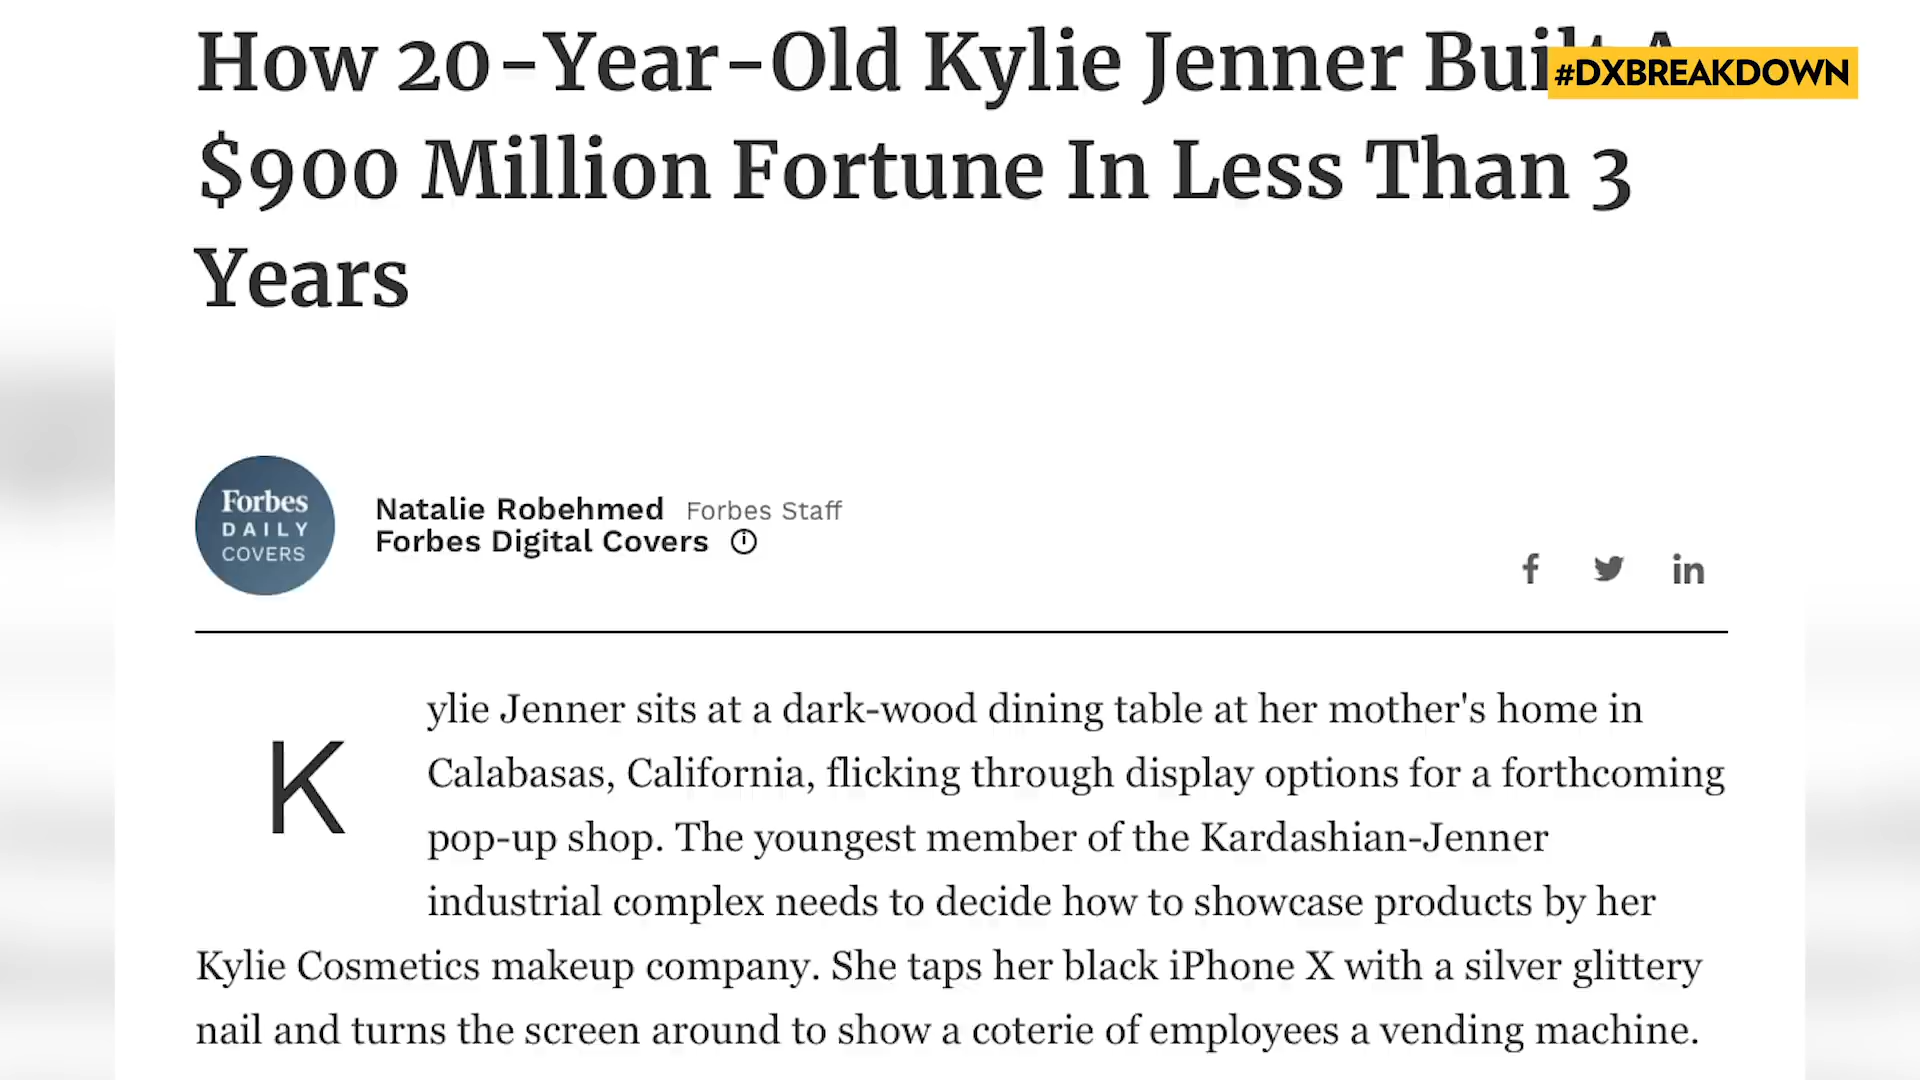 How 20-Year-Old Kylie Jenner Built A
#DXBREAKDOWN
$900 Million Fortune In Less Than 3
Years
Forbes
DAILY
COVERS
Natalie Robehmed Forbes Staff
Forbes Digital Covers
f in
Kylie Jenner sits at a dark-wood dining table at her mother's home in
Calabasas, California, flicking through display options for a forthcoming
pop-up shop. The youngest member of the Kardashian-Jenner
industrial complex needs to decide how to showcase products by her
Kylie Cosmetics makeup company. She taps her black iPhone X with a silver glittery
nail and turns the screen around to show a coterie of employees a vending machine.